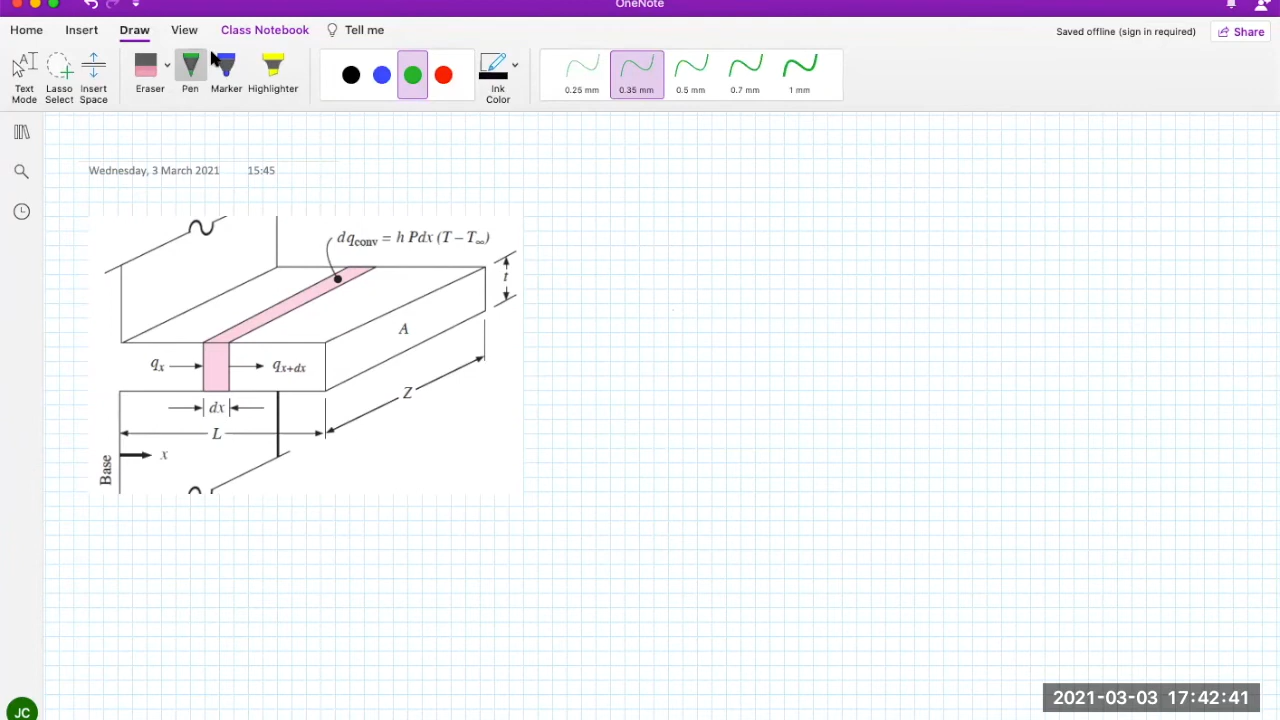 OneNote
Home Insert Draw View Class Notebook Tell me
Saved offline (sign in required) Share
Text Mode
Lasso Select
Insert Space
Eraser
Pen
Marker
Highlighter
Ink Color
0.25 mm
0.35 mm
0.5 mm
0.7 mm
1 mm
Wednesday, 3 March 2021 15:45
dq_conv = h Pdx (T – T_∞)
t
A
q_x
q_{x+dx}
Z
dx
L
x
Base
JC
2021-03-03 17:42:41